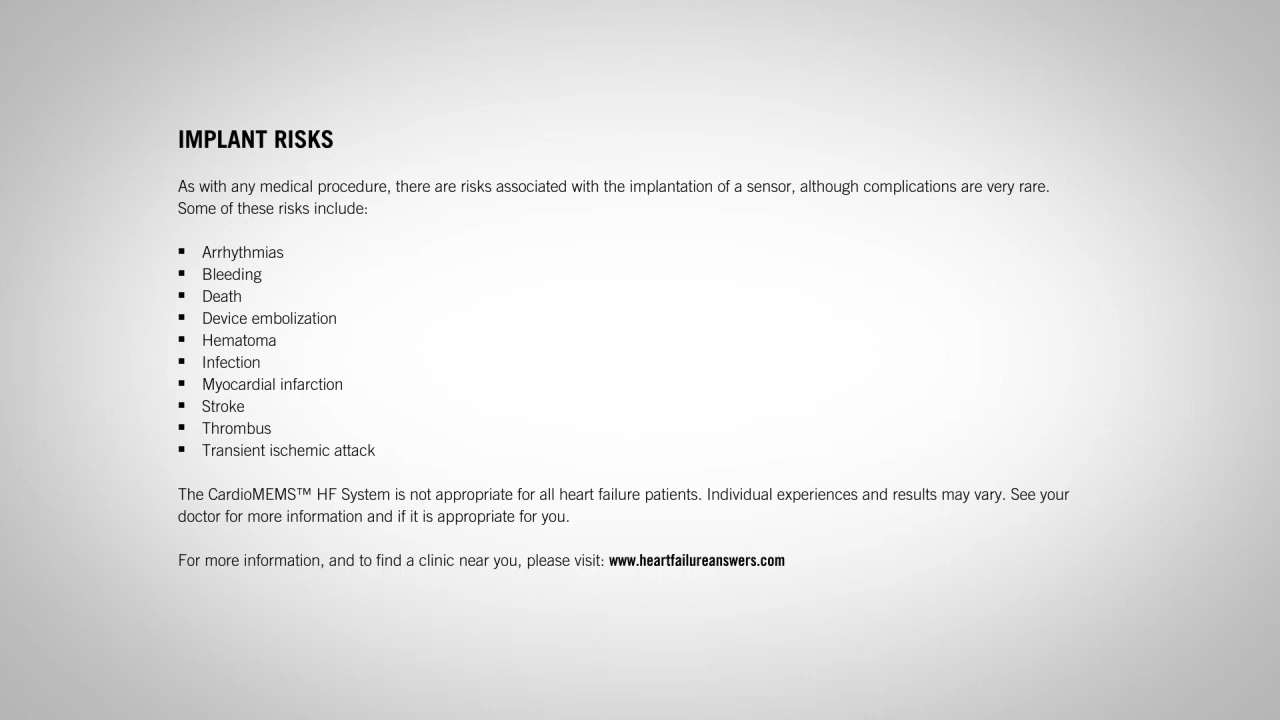 IMPLANT RISKS
As with any medical procedure, there are risks associated with the implantation of a sensor, although complications are very rare.
Some of these risks include:
▪ Arrhythmias
▪ Bleeding
▪ Death
▪ Device embolization
▪ Hematoma
▪ Infection
▪ Myocardial infarction
▪ Stroke
▪ Thrombus
▪ Transient ischemic attack
The CardioMEMS™ HF System is not appropriate for all heart failure patients. Individual experiences and results may vary. See your
doctor for more information and if it is appropriate for you.
For more information, and to find a clinic near you, please visit: www.heartfailureanswers.com